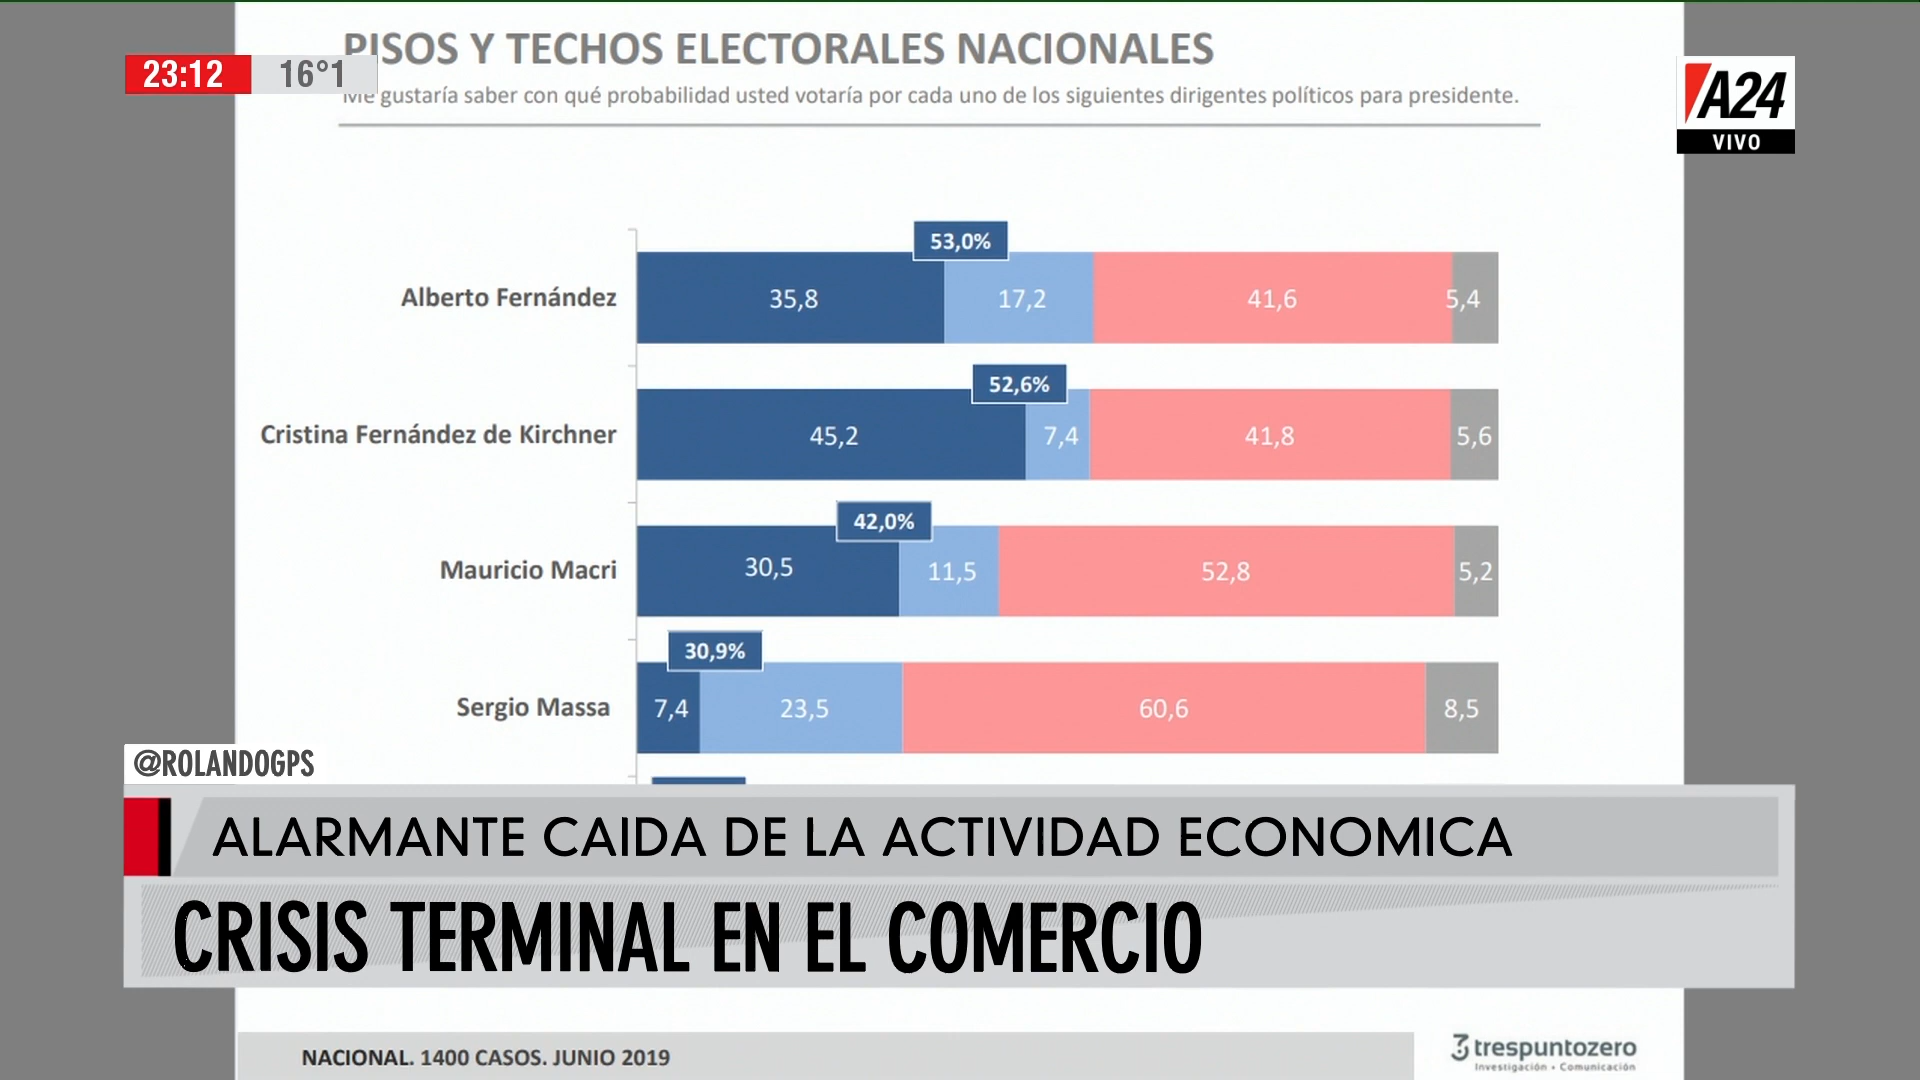 PISOS Y TECHOS ELECTORALES NACIONALES
23:12 16°1
Me gustaría saber con qué probabilidad usted votaría por cada uno de los siguientes dirigentes políticos para presidente.
A24
VIVO
53,0%
Alberto Fernández 35,8 17,2 41,6 5,4
52,6%
Cristina Fernández de Kirchner 45,2 7,4 41,8 5,6
42,0%
Mauricio Macri 30,5 11,5 52,8 5,2
30,9%
Sergio Massa 7,4 23,5 60,6 8,5
@ROLANDOGPS
ALARMANTE CAIDA DE LA ACTIVIDAD ECONOMICA
CRISIS TERMINAL EN EL COMERCIO
NACIONAL. 1400 CASOS. JUNIO 2019
trespuntozero
Investigación • Comunicación